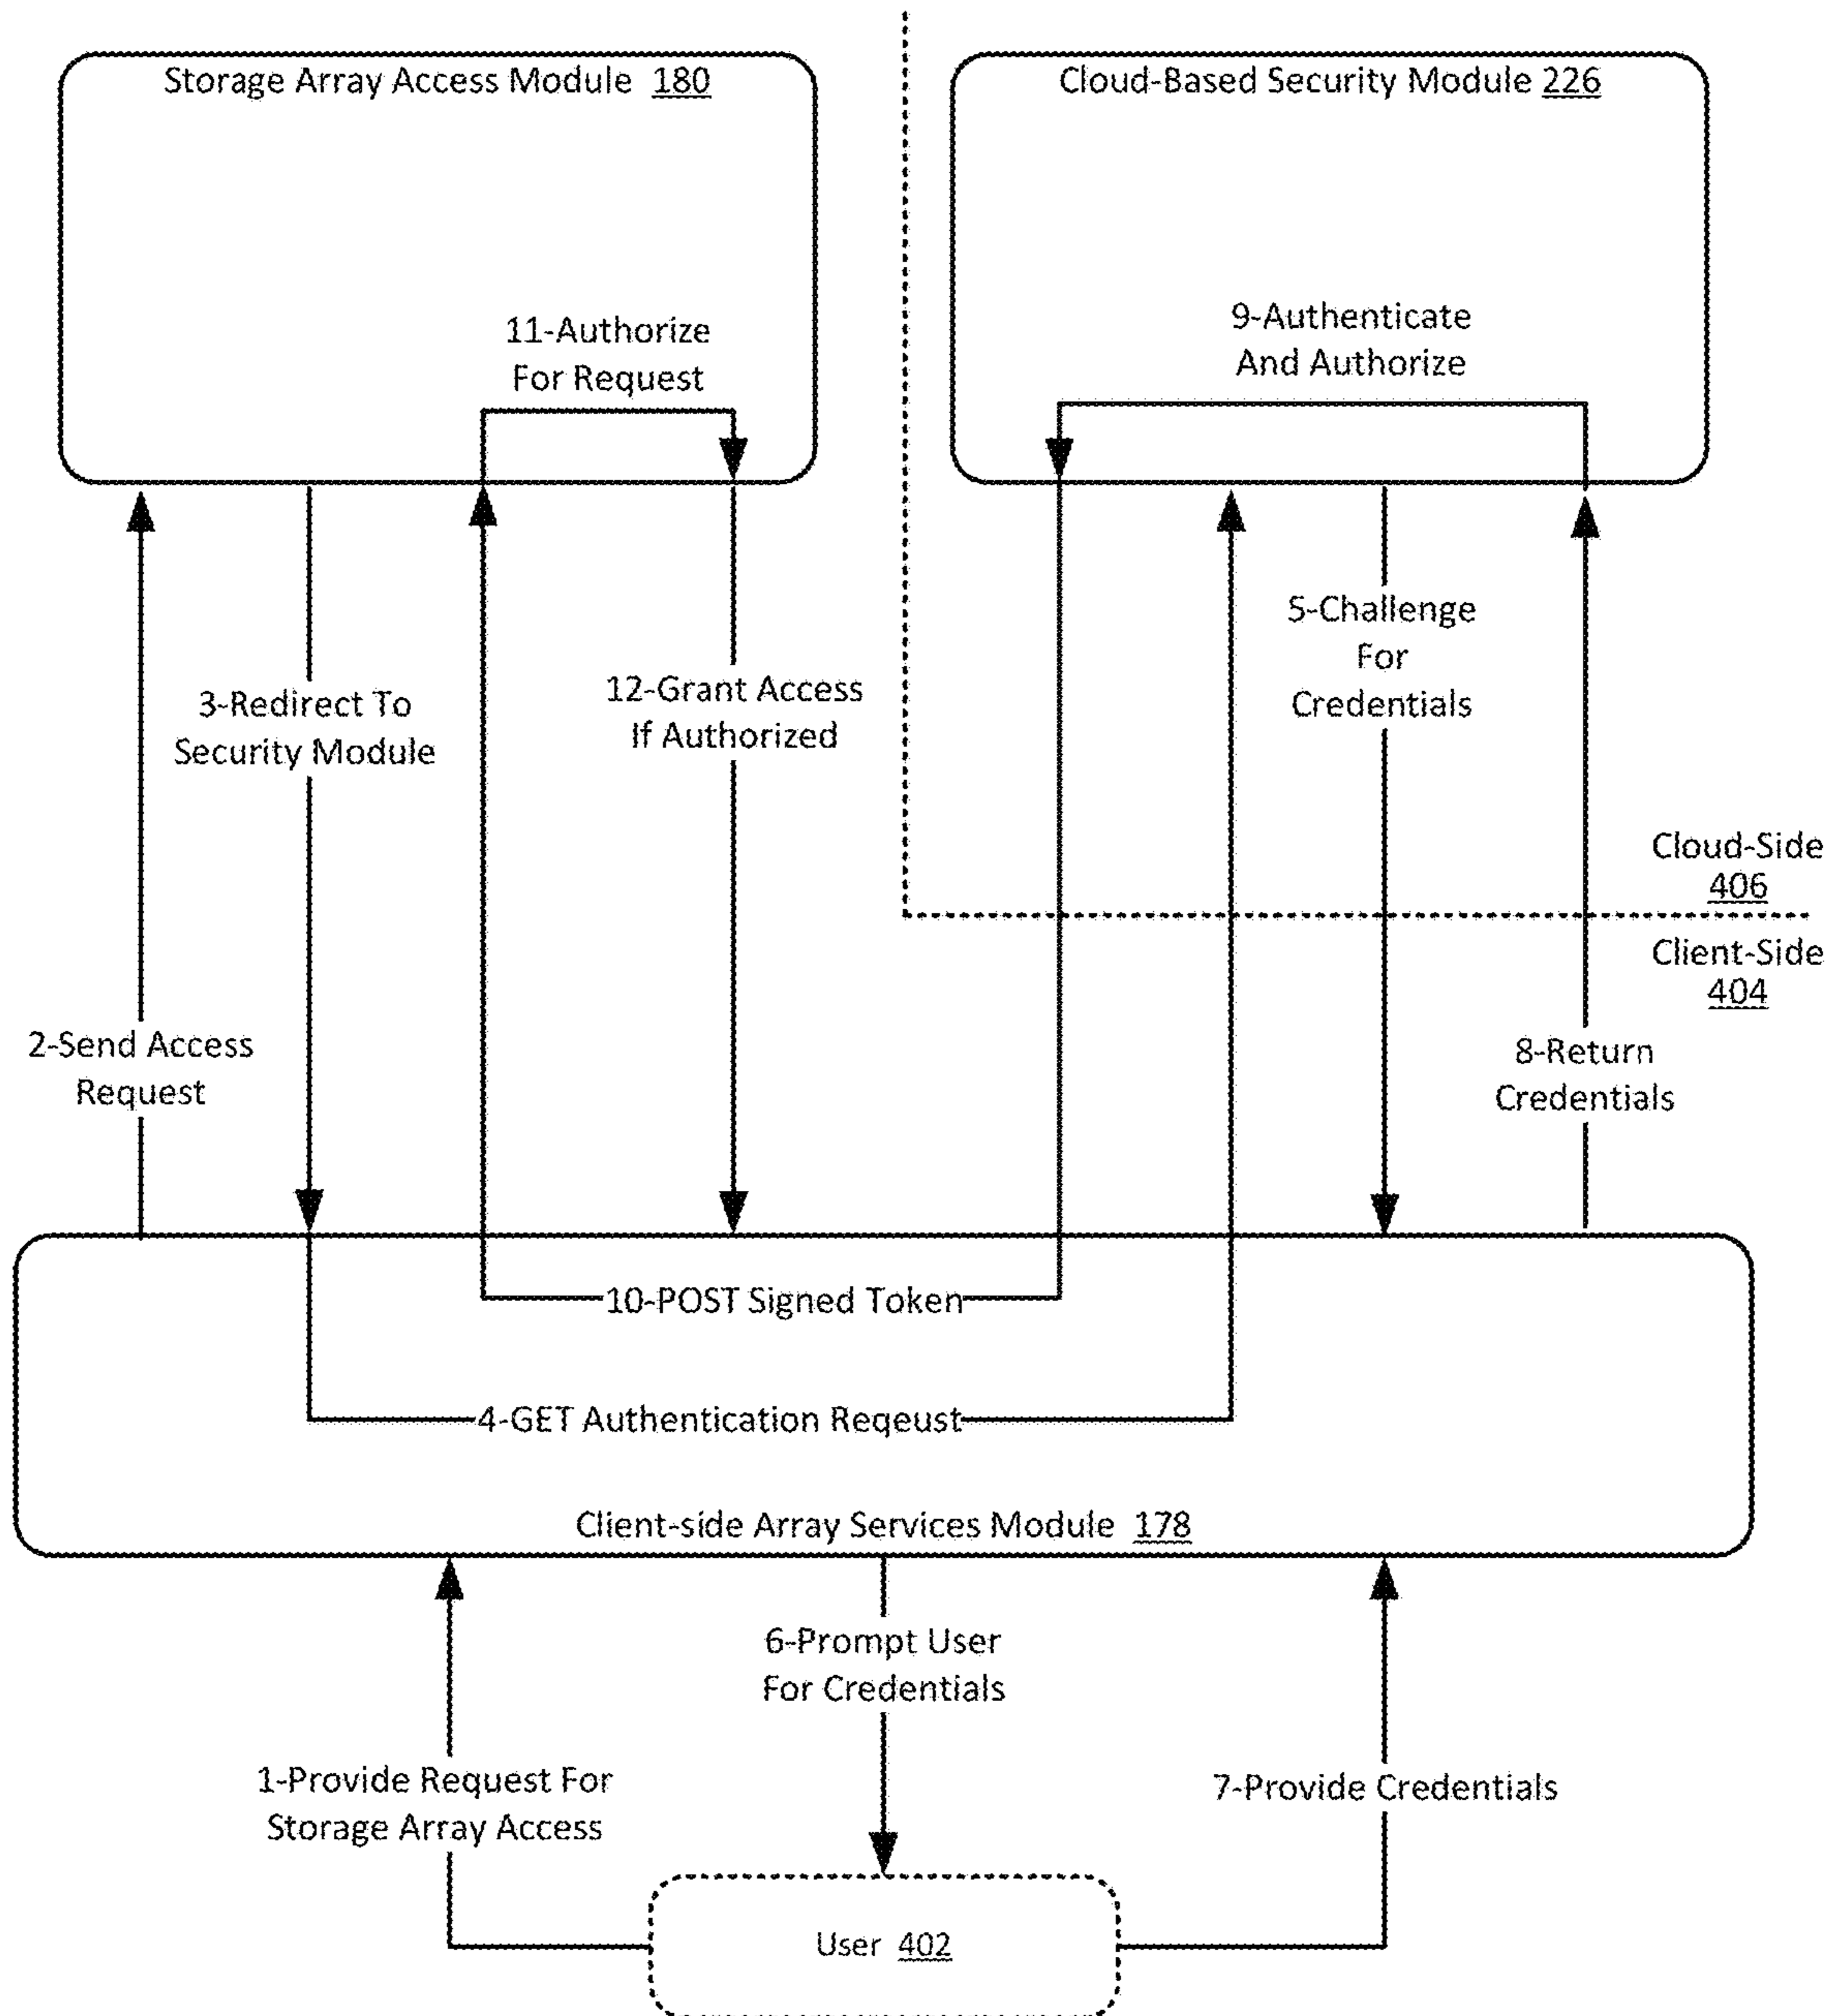 Storage Array Access Module 180
Cloud-Based Security Module 226
11-Authorize
For Request
9-Authenticate
And Authorize
5-Challenge
For
Credentials
3-Redirect To
Security Module
12-Grant Access
If Authorized
Cloud-Side
406
Client-Side
404
2-Send Access
Request
8-Return
Credentials
10-POST Signed Token
4-GET Authentication Reqeust
Client-side Array Services Module 178
6-Prompt User
For Credentials
1-Provide Request For
Storage Array Access
7-Provide Credentials
User 402